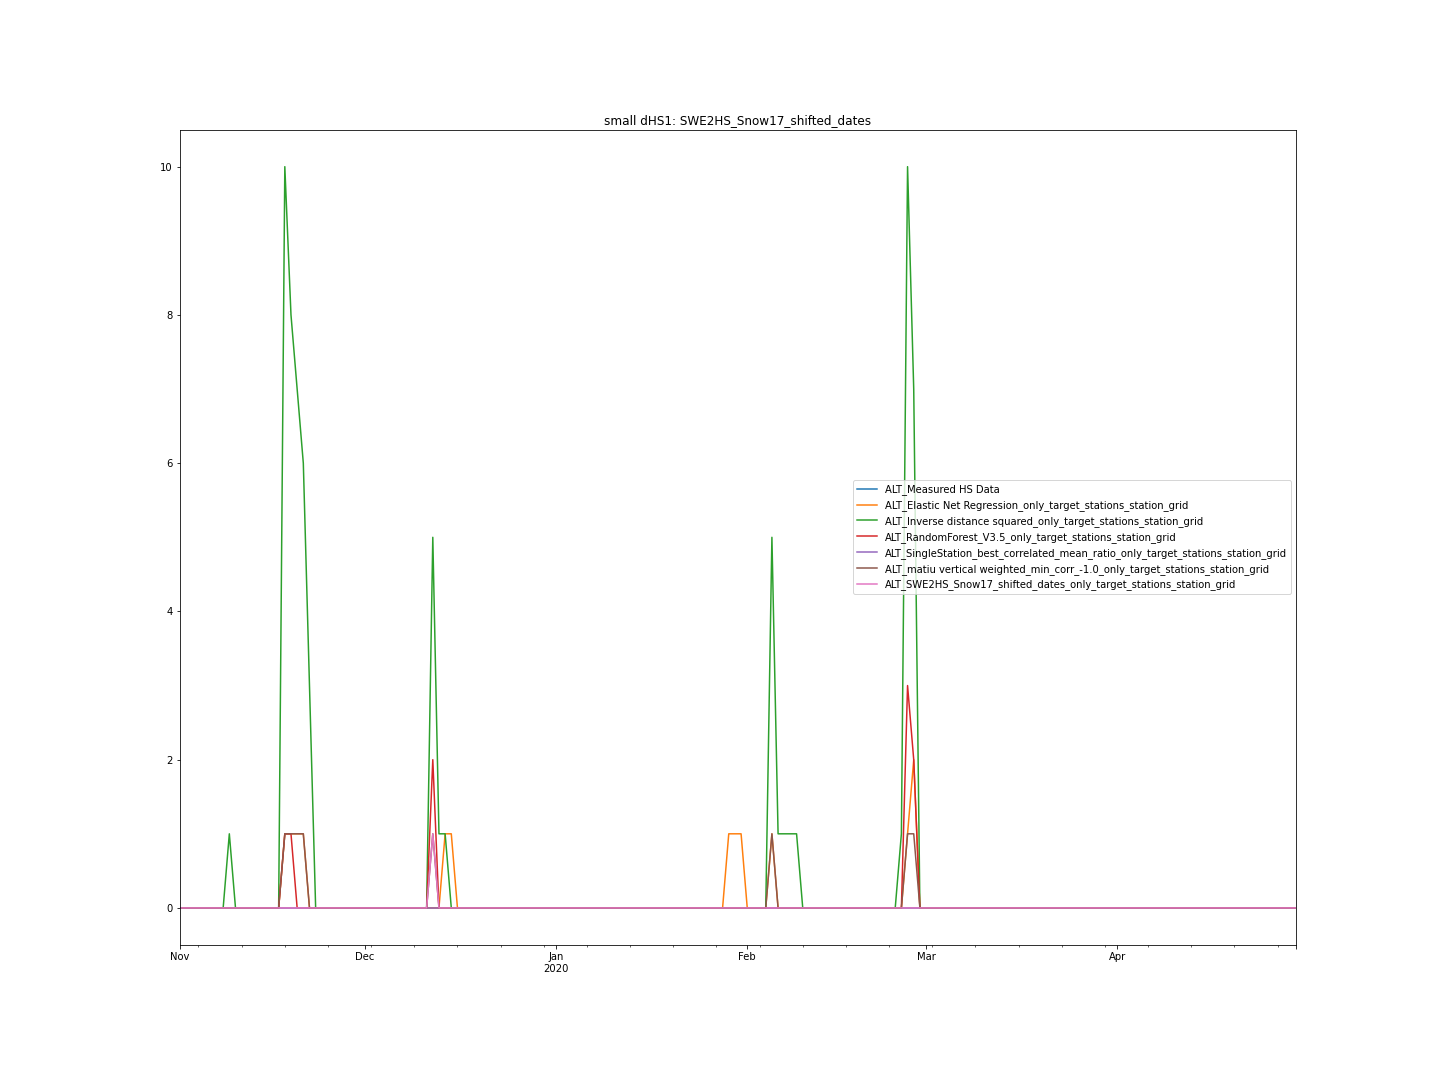 small dHS1: SWE2HS_Snow17_shifted_dates
10
8
6
4
2
0
ALT_Measured HS Data
ALT_Elastic Net Regression_only_target_stations_station_grid
ALT_Inverse distance squared_only_target_stations_station_grid
ALT_RandomForest_V3.5_only_target_stations_station_grid
ALT_SingleStation_best_correlated_mean_ratio_only_target_stations_station_grid
ALT_matiu vertical weighted_min_corr_-1.0_only_target_stations_station_grid
ALT_SWE2HS_Snow17_shifted_dates_only_target_stations_station_grid
Nov Dec Jan Feb Mar Apr
2020